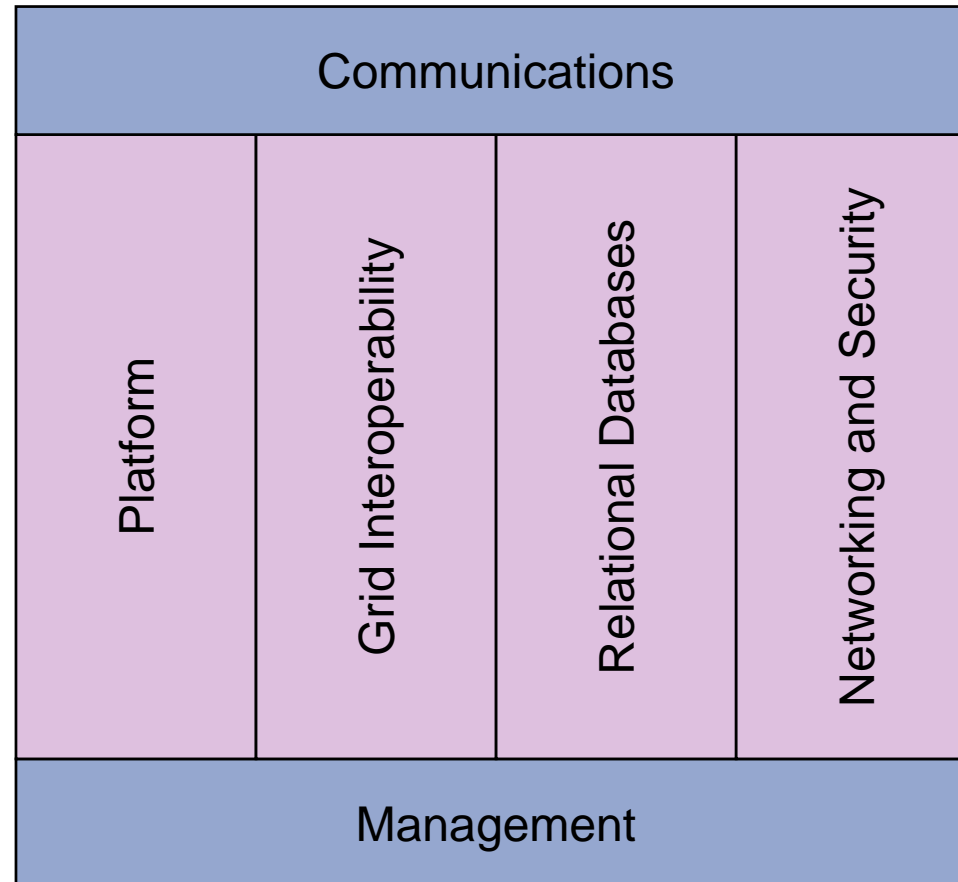 Communications
Platform
Grid Interoperability
Relational Databases
Networking and Security
Management